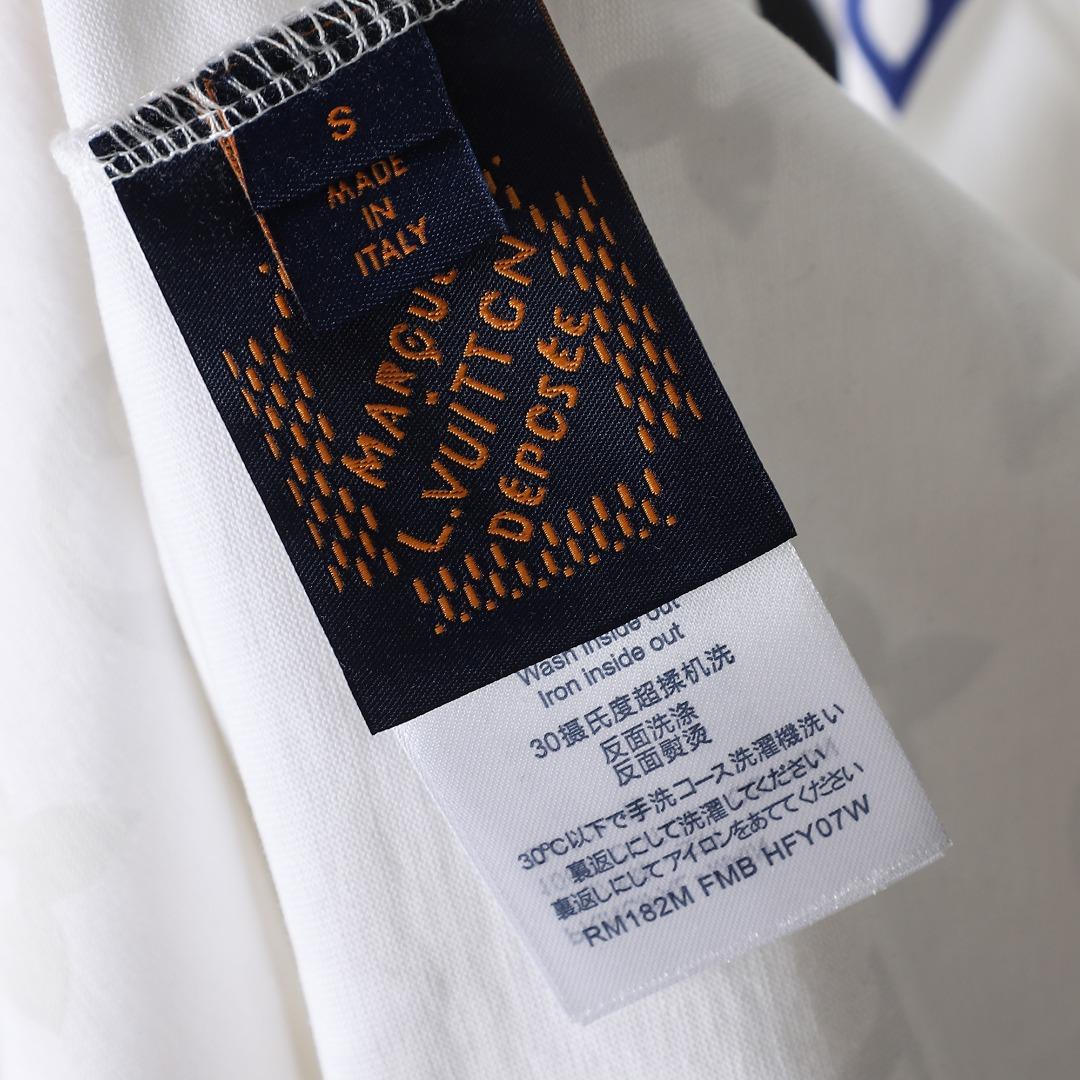 S
MADE
IN
ITALY
MARQU
L.VUITTON
DEPOSEE
Wash inside out
Iron inside out
30摄氏度超揉机洗
反面洗涤
反面熨烫
30℃以下で手洗コース洗濯機洗い
裏返しにして洗濯してください
裏返しにしてアイロンをあててください
RM182M FMB HFY07W